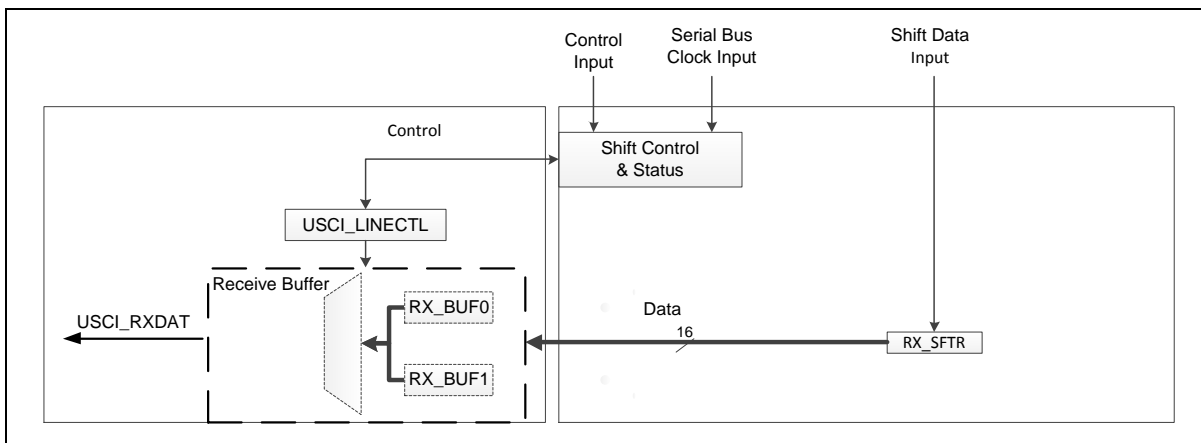 Control
Input
Serial Bus
Clock Input
Shift Data
Input
Control
Shift Control
& Status
USCI_LINECTL
Receive Buffer
RX_BUF0
USCI_RXDAT
Data
16
RX_SFTR
RX_BUF1